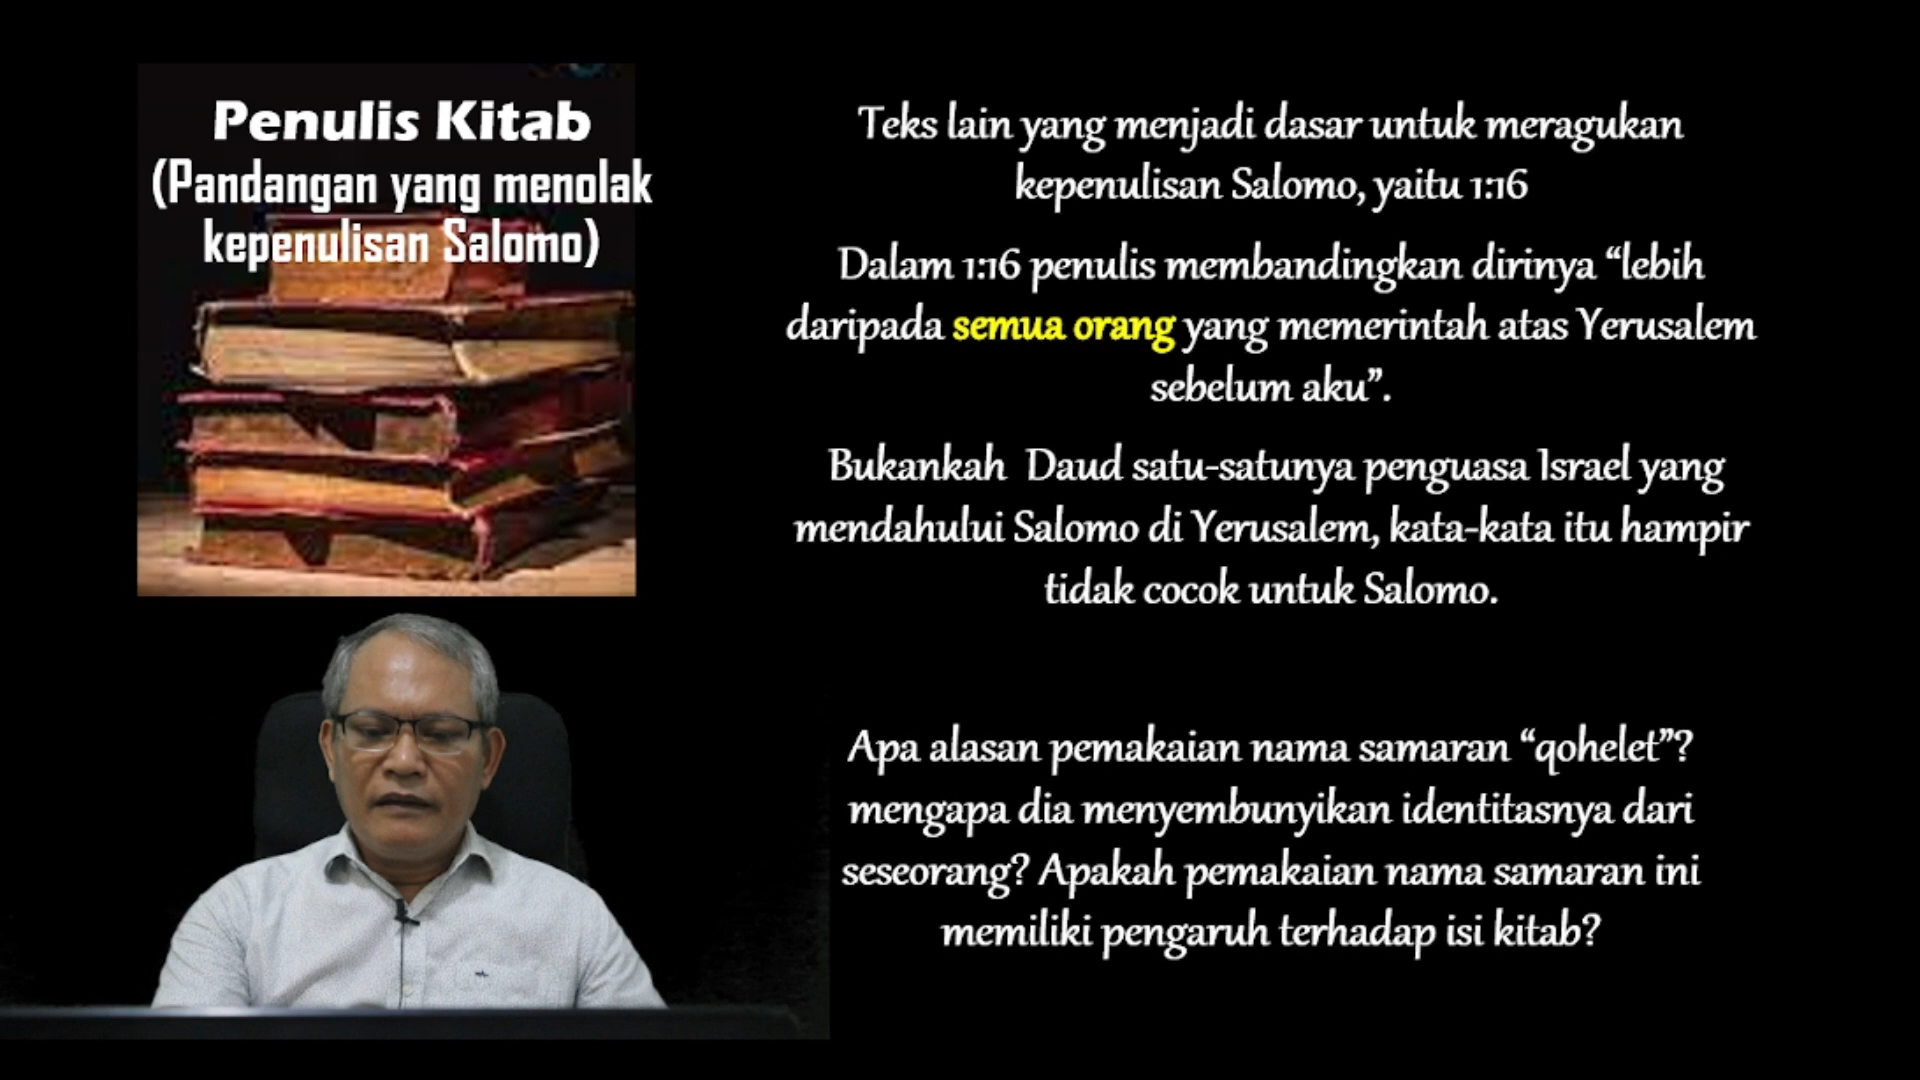 Penulis Kitab
(Pandangan yang menolak
kepenulisan Salomo)
Teks lain yang menjadi dasar untuk meragukan
kepenulisan Salomo, yaitu 1:16
Dalam 1:16 penulis membandingkan dirinya “lebih
daripada semua orang yang memerintah atas Yerusalem
sebelum aku”.
Bukankah Daud satu-satunya penguasa Israel yang
mendahului Salomo di Yerusalem, kata-kata itu hampir
tidak cocok untuk Salomo.
Apa alasan pemakaian nama samaran “qohelet”?
mengapa dia menyembunyikan identitasnya dari
seseorang? Apakah pemakaian nama samaran ini
memiliki pengaruh terhadap isi kitab?